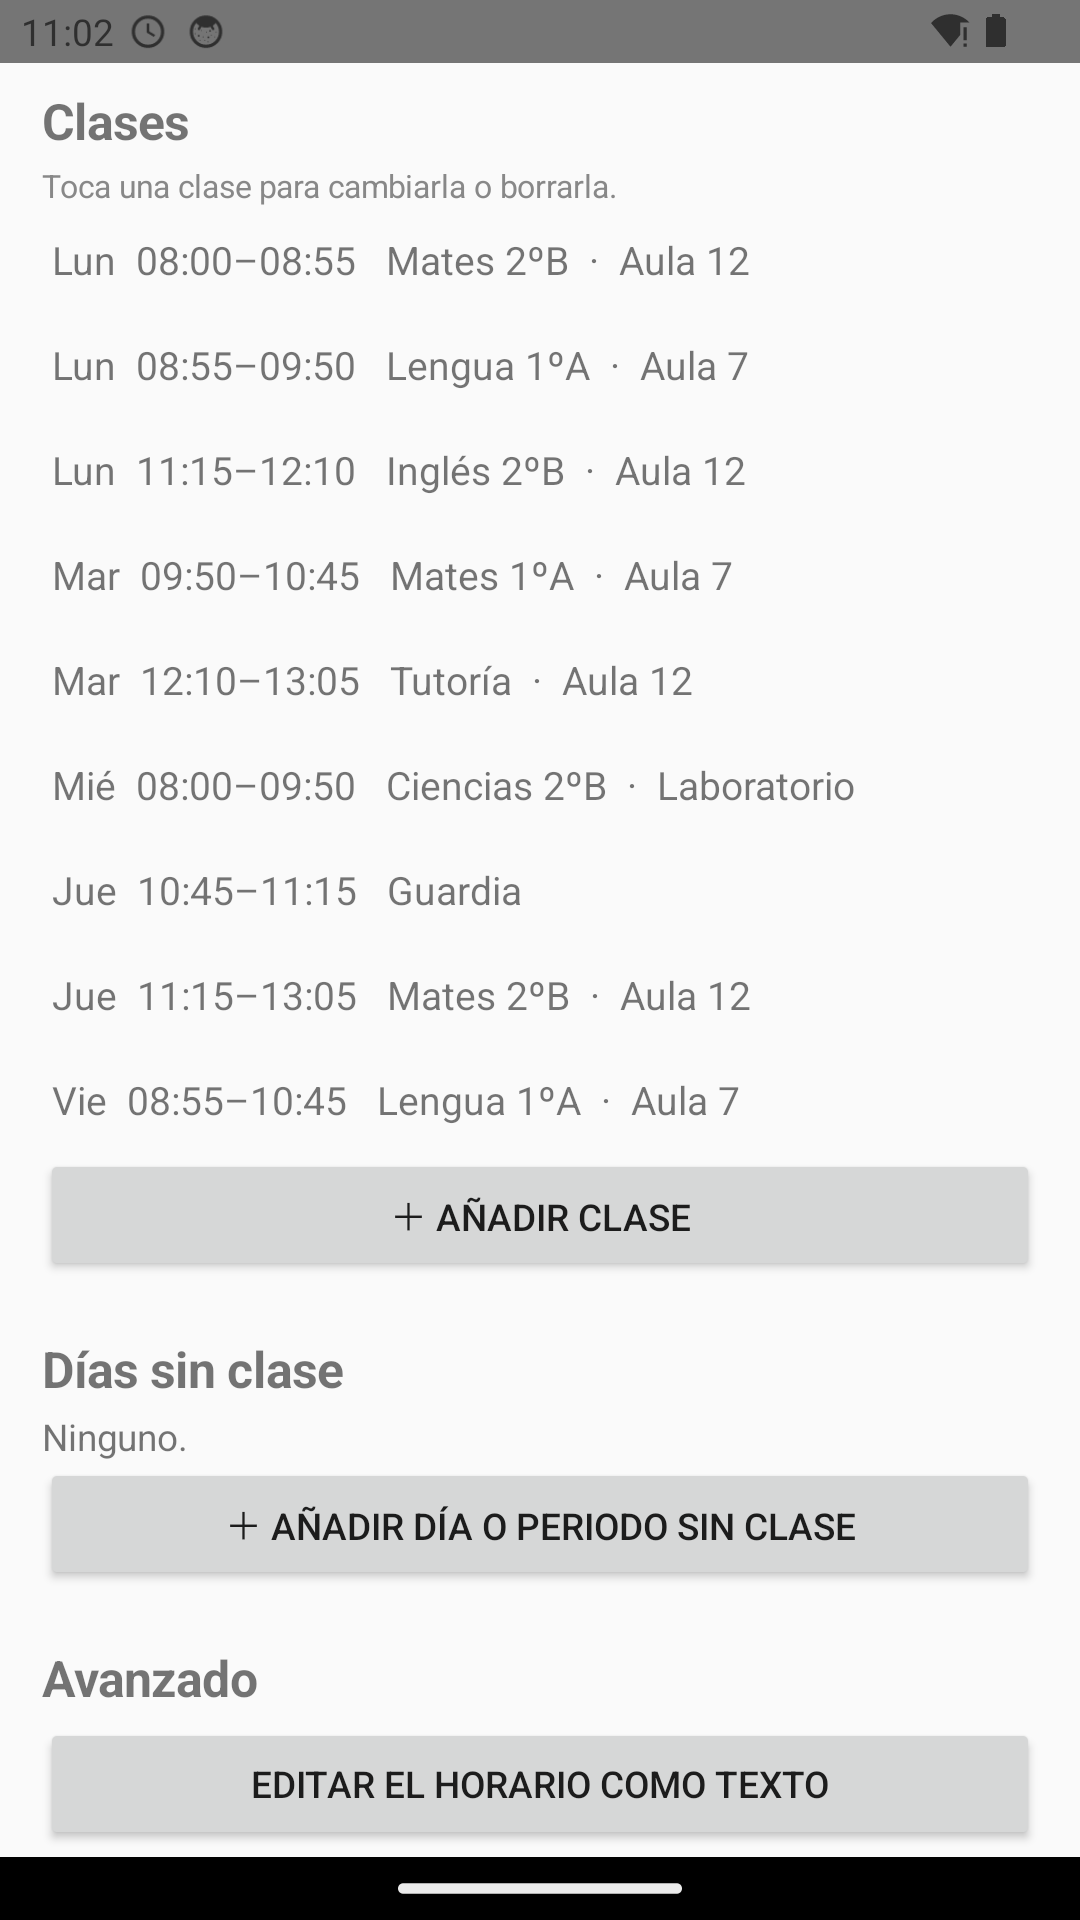 11:02
Clases
Toca una clase para cambiarla o borrarla.
Lun 08:00–08:55 Mates 2ºB · Aula 12
Lun 08:55–09:50 Lengua 1ºA · Aula 7
Lun 11:15–12:10 Inglés 2ºB · Aula 12
Mar 09:50–10:45 Mates 1ºA · Aula 7
Mar 12:10–13:05 Tutoría · Aula 12
Mié 08:00–09:50 Ciencias 2ºB · Laboratorio
Jue 10:45–11:15 Guardia
Jue 11:15–13:05 Mates 2ºB · Aula 12
Vie 08:55–10:45 Lengua 1ºA · Aula 7
+ AÑADIR CLASE
Días sin clase
Ninguno.
+ AÑADIR DÍA O PERIODO SIN CLASE
Avanzado
EDITAR EL HORARIO COMO TEXTO